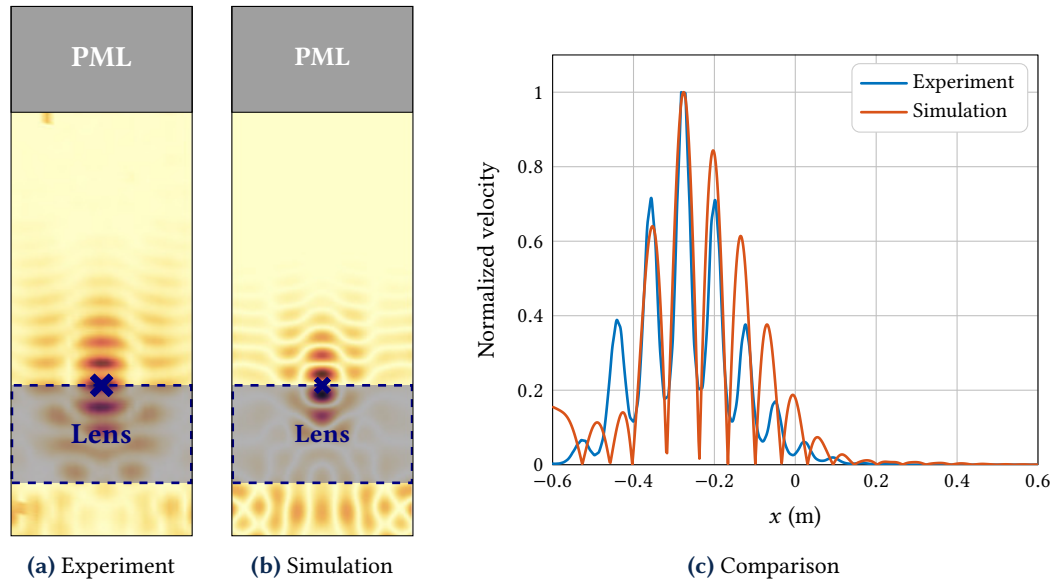 PML
PML
Lens
Lens
(a) Experiment
(b) Simulation
Experiment
Simulation
Normalized velocity
1
0.8
0.6
0.4
0.2
0
−0.6
−0.4
−0.2
0
0.2
0.4
0.6
x (m)
(c) Comparison